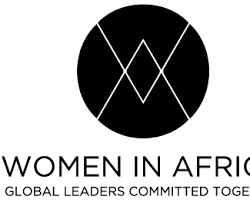 WOMEN IN AFRIC
GLOBAL LEADERS COMMITTED TOGE